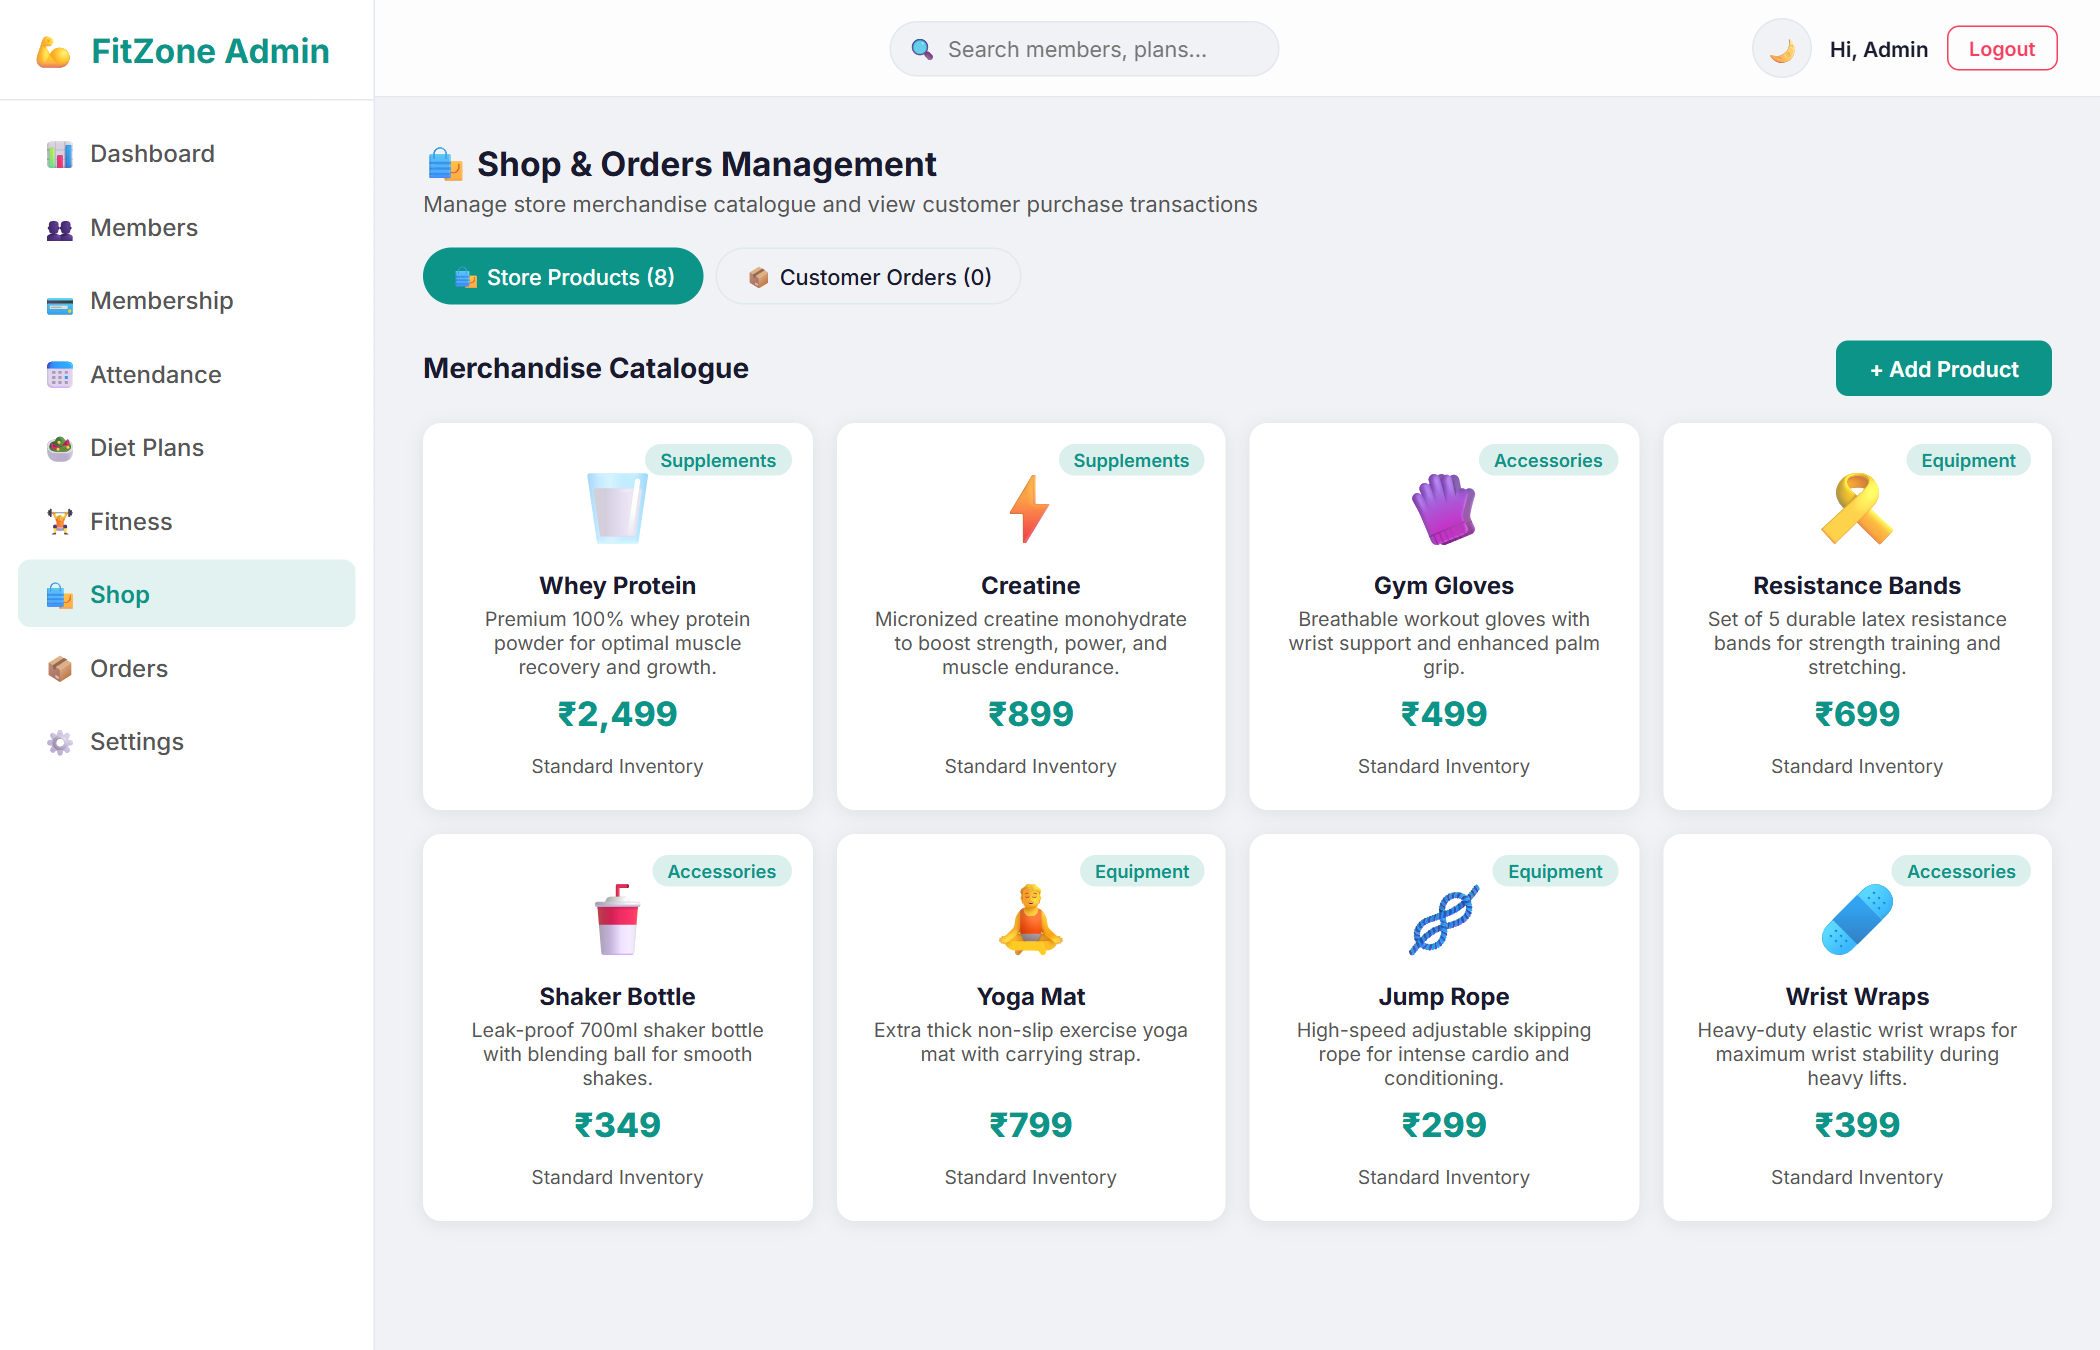 FitZone Admin
Search members, plans...
Hi, Admin
Logout
Dashboard
Members
Membership
Attendance
Diet Plans
Fitness
Shop
Orders
Settings
Shop & Orders Management
Manage store merchandise catalogue and view customer purchase transactions
Store Products (8)
Customer Orders (0)
Merchandise Catalogue
+ Add Product
Supplements
Whey Protein
Premium 100% whey protein
powder for optimal muscle
recovery and growth.
₹2,499
Standard Inventory
Supplements
Creatine
Micronized creatine monohydrate
to boost strength, power, and
muscle endurance.
₹899
Standard Inventory
Accessories
Gym Gloves
Breathable workout gloves with
wrist support and enhanced palm
grip.
₹499
Standard Inventory
Equipment
Resistance Bands
Set of 5 durable latex resistance
bands for strength training and
stretching.
₹699
Standard Inventory
Accessories
Shaker Bottle
Leak-proof 700ml shaker bottle
with blending ball for smooth
shakes.
₹349
Standard Inventory
Equipment
Yoga Mat
Extra thick non-slip exercise yoga
mat with carrying strap.
₹799
Standard Inventory
Equipment
Jump Rope
High-speed adjustable skipping
rope for intense cardio and
conditioning.
₹299
Standard Inventory
Accessories
Wrist Wraps
Heavy-duty elastic wrist wraps for
maximum wrist stability during
heavy lifts.
₹399
Standard Inventory